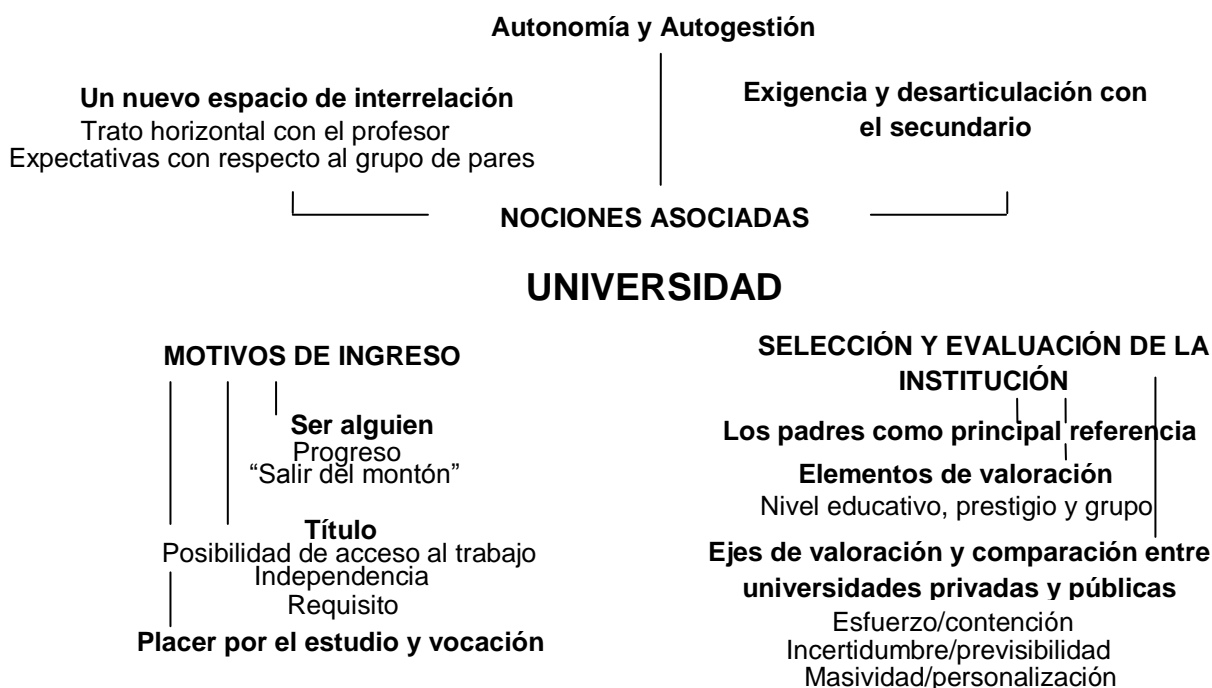 Autonomía y Autogestión
Un nuevo espacio de interrelación
Trato horizontal con el profesor
Expectativas con respecto al grupo de pares
Exigencia y desarticulación con
el secundario
NOCIONES ASOCIADAS
UNIVERSIDAD
MOTIVOS DE INGRESO
Ser alguien
Progreso
“Salir del montón”
Título
Posibilidad de acceso al trabajo
Independencia
Requisito
Placer por el estudio y vocación
SELECCIÓN Y EVALUACIÓN DE LA
INSTITUCIÓN
Los padres como principal referencia
Elementos de valoración
Nivel educativo, prestigio y grupo
Ejes de valoración y comparación entre
universidades privadas y públicas
Esfuerzo/contención
Incertidumbre/previsibilidad
Masividad/personalización